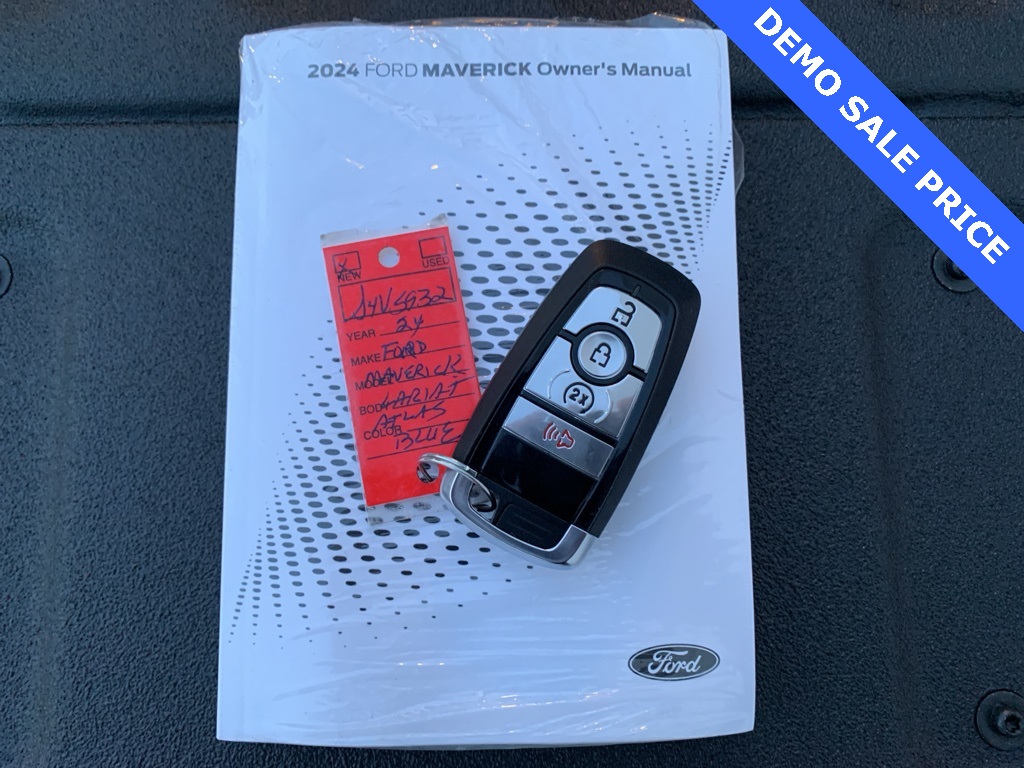 2024 FORD MAVERICK Owner's Manual
DEMO SALE PRICE
X
NEW
USED
YEAR 24
MAKE FORD
MODEL MAVERICK
BODY LARIAT
ATLAS
COLOR BLUE
2x
Ford